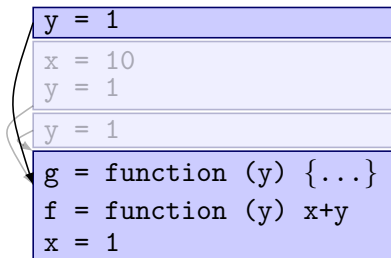 y = 1
x = 10
y = 1
y = 1
g = function (y) {...}
f = function (y) x+y
x = 1